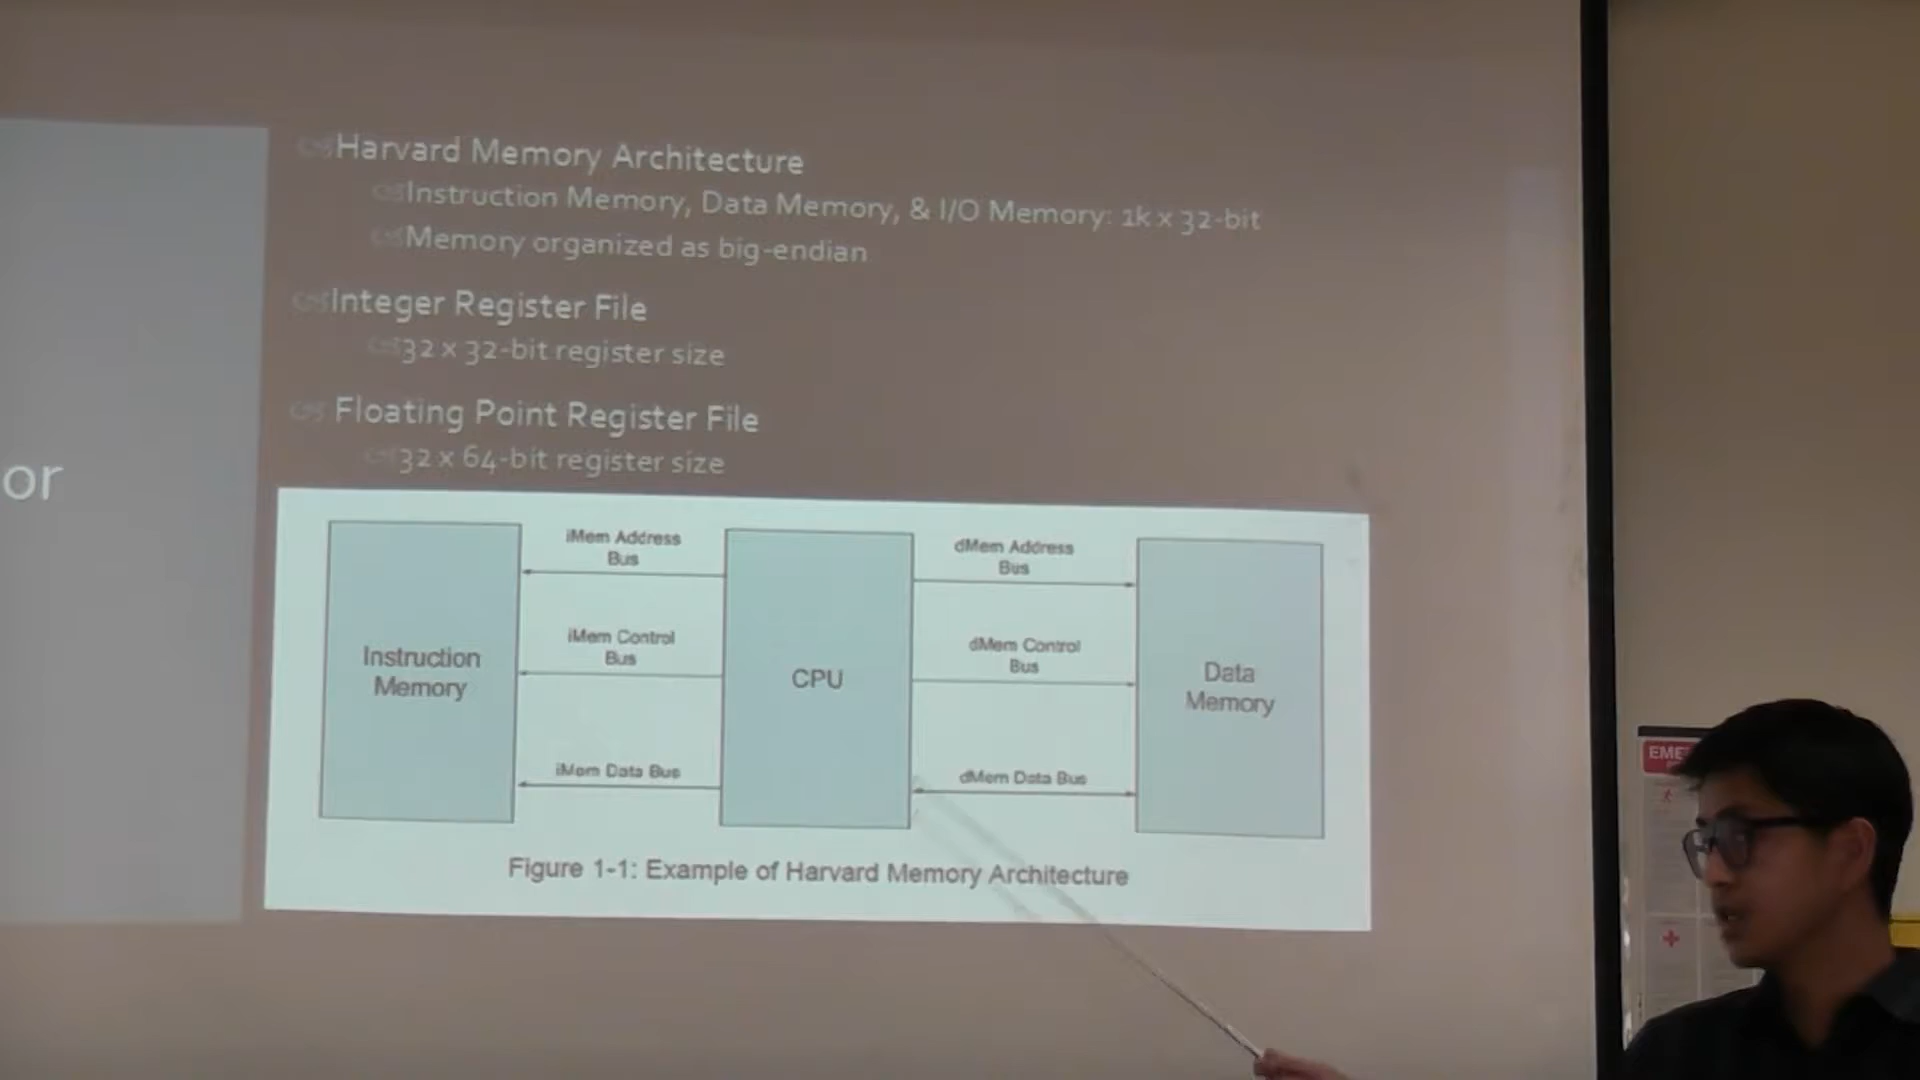 Harvard Memory Architecture
Instruction Memory, Data Memory, & I/O Memory: 1k x 32-bit
Memory organized as big-endian
Integer Register File
32 x 32-bit register size
Floating Point Register File
32 x 64-bit register size
or
iMem Address
Bus
dMem Address
Bus
iMem Control
Bus
dMem Control
Bus
Instruction
Memory
CPU
Data
Memory
iMem Data Bus
dMem Data Bus
Figure 1-1: Example of Harvard Memory Architecture
EME